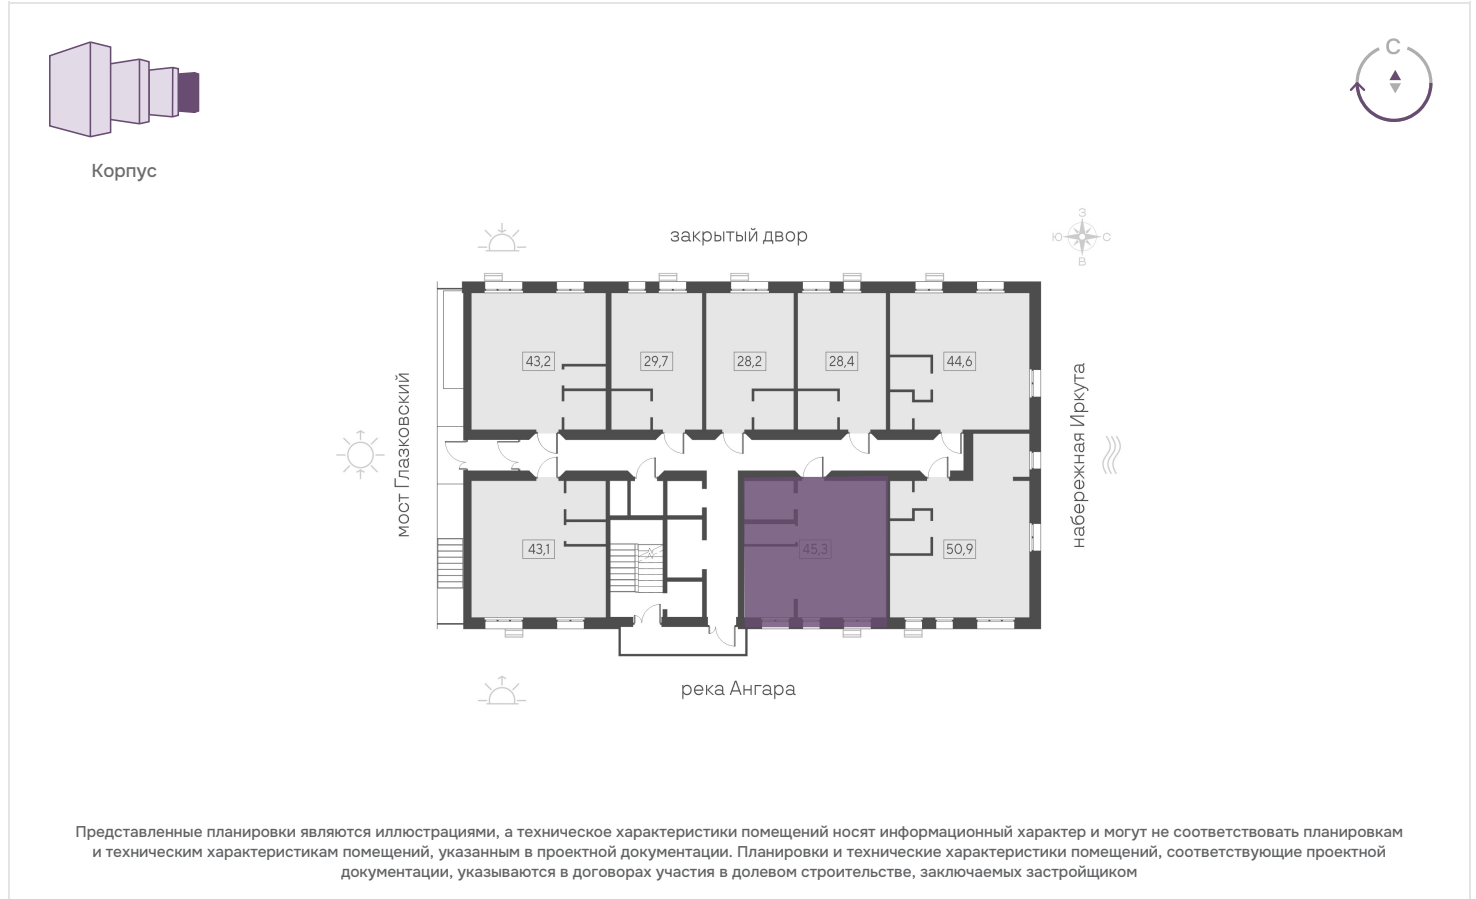 С
Корпус
закрытый двор
З
Ю
С
В
43,2
29,7
28,2
28,4
44,6
мост Глазковский
набережная Иркута
43,1
45,3
50,9
река Ангара
Представленные планировки являются иллюстрациями, а техническое характеристики помещений носят информационный характер и могут не соответствовать планировкам
и техническим характеристикам помещений, указанным в проектной документации. Планировки и технические характеристики помещений, соответствующие проектной
документации, указываются в договорах участия в долевом строительстве, заключаемых застройщиком